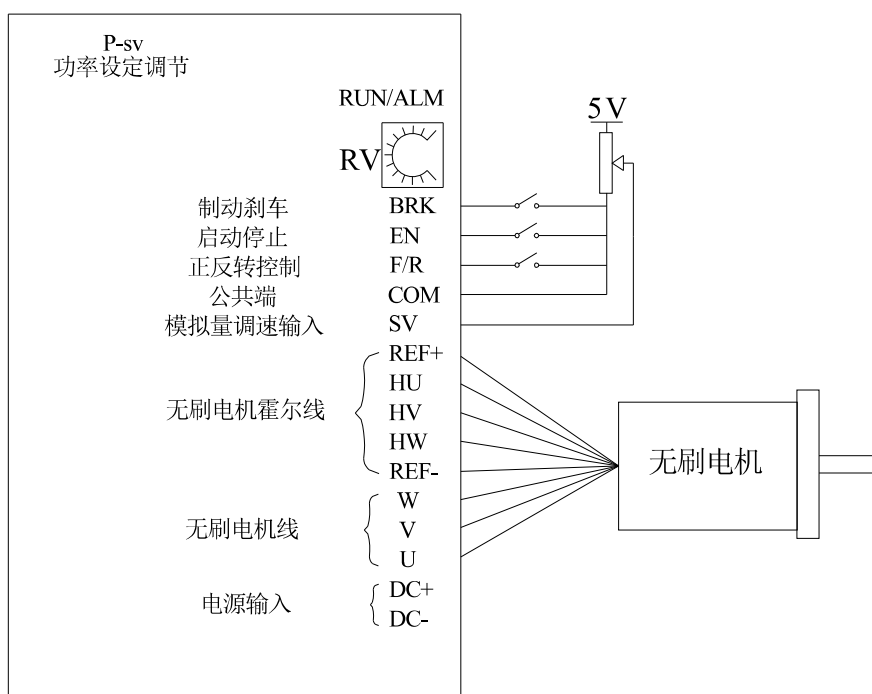 P-sv
功率设定调节
RUN/ALM
5V
RV
制动刹车 BRK
启动停止 EN
正反转控制 F/R
公共端 COM
模拟量调速输入 SV
REF+
HU
无刷电机霍尔线 HV
HW
REF-
无刷电机
W
无刷电机线 V
U
电源输入 DC+
DC-